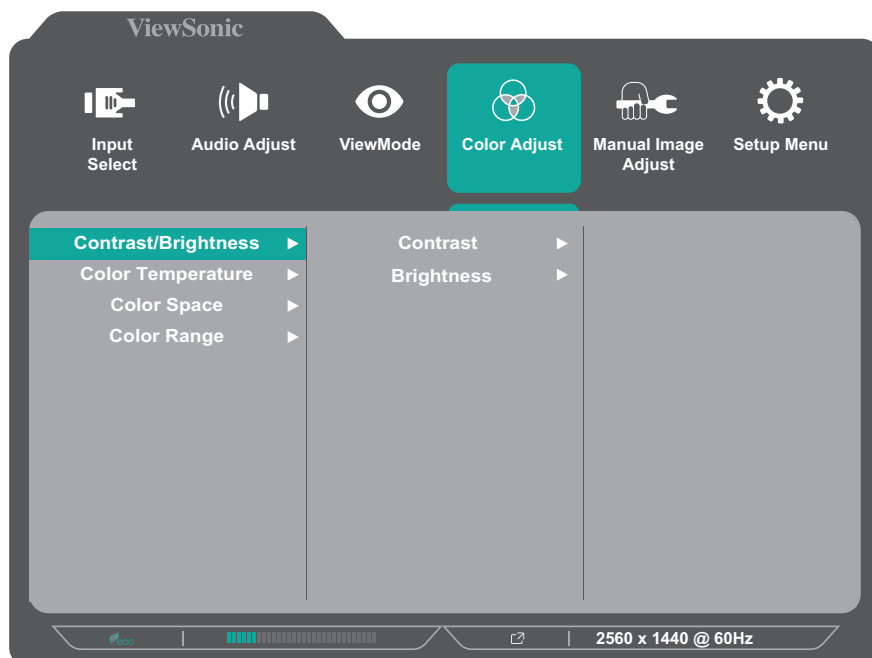 ViewSonic
Input Select
Audio Adjust
ViewMode
Color Adjust
Manual Image Adjust
Setup Menu
Contrast/Brightness
Color Temperature
Color Space
Color Range
Contrast
Brightness
eco
2560 x 1440 @ 60Hz